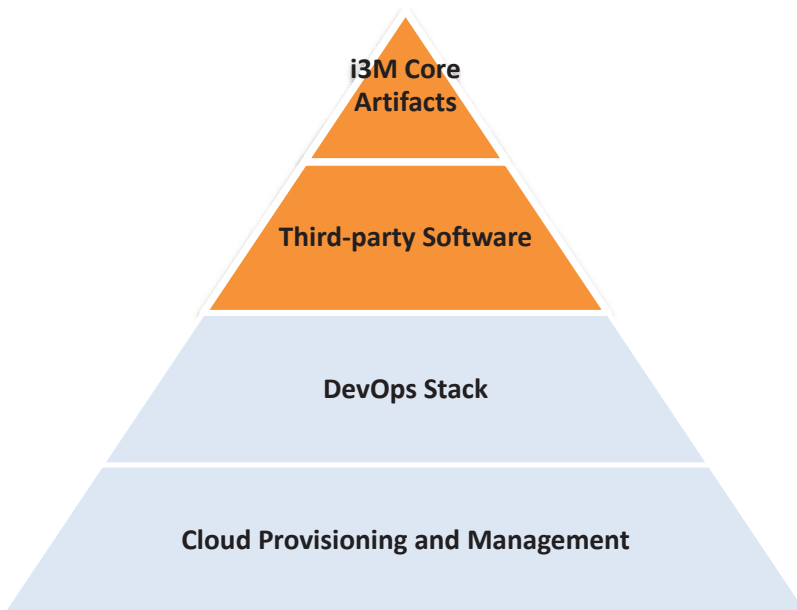 i3M Core
Artifacts
Third-party Software
DevOps Stack
Cloud Provisioning and Management